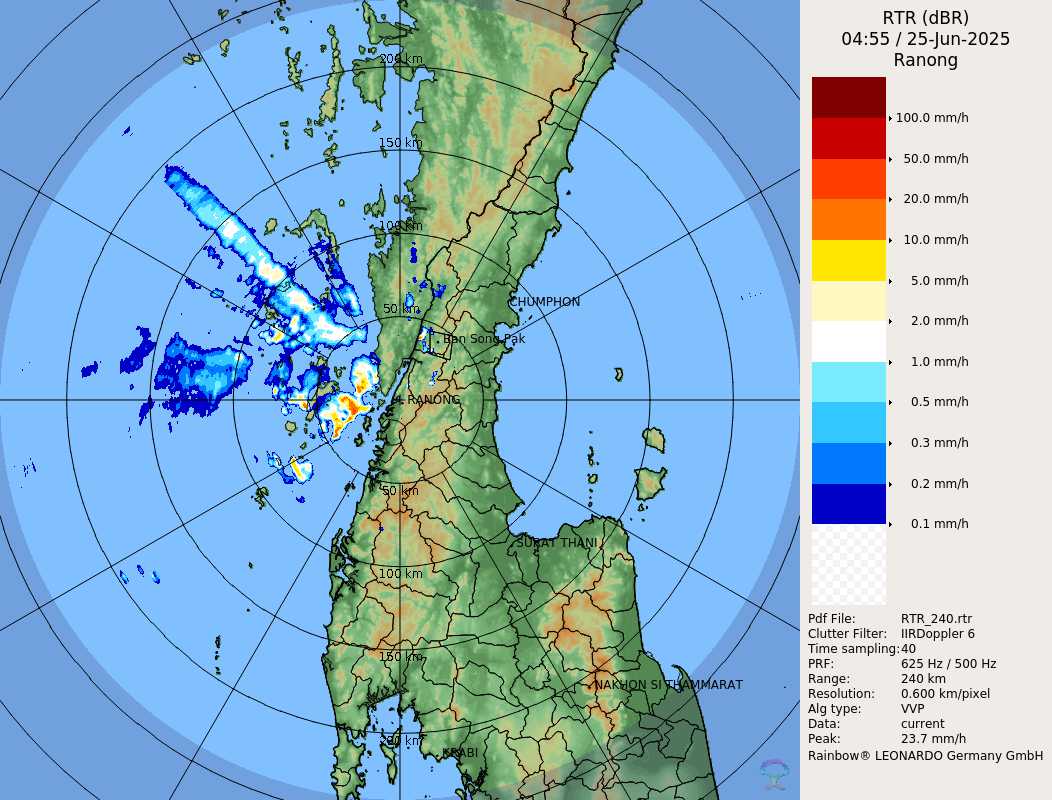 RTR (dBR)
04:55 / 25-Jun-2025
Ranong
100.0 mm/h
50.0 mm/h
20.0 mm/h
10.0 mm/h
5.0 mm/h
2.0 mm/h
1.0 mm/h
0.5 mm/h
0.3 mm/h
0.2 mm/h
0.1 mm/h
Pdf File: RTR_240.rtr
Clutter Filter: IIRDoppler 6
Time sampling:40
PRF: 625 Hz / 500 Hz
Range: 240 km
Resolution: 0.600 km/pixel
Alg type: VVP
Data: current
Peak: 23.7 mm/h
Rainbow® LEONARDO Germany GmbH
200 km
150 km
100 km
CHUMPHON
50 km
Ban Song Pak
RANONG
50 km
SURAT THANI
100 km
150 km
NAKHON SI THAMMARAT
200 km
KRABI